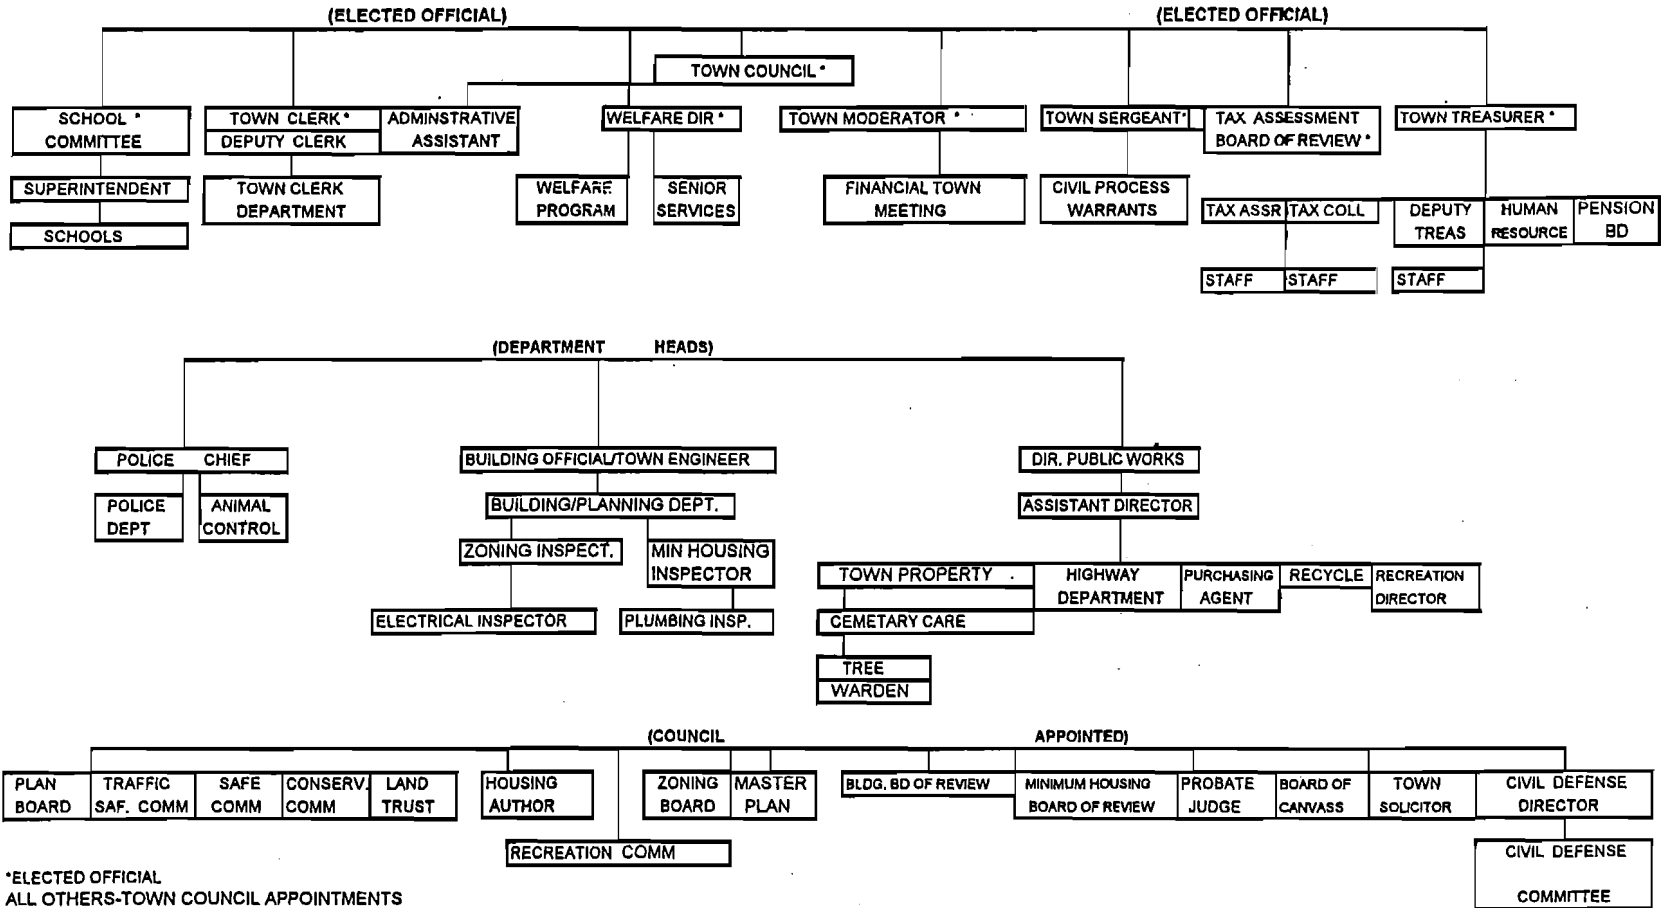 (ELECTED OFFICIAL) (ELECTED OFFICIAL)
TOWN COUNCIL *
SCHOOL *
COMMITTEE
TOWN CLERK *
DEPUTY CLERK
ADMINSTRATIVE
ASSISTANT
WELFARE DIR *
TOWN MODERATOR *
TOWN SERGEANT*
TAX ASSESSMENT
BOARD OF REVIEW *
TOWN TREASURER *
SUPERINTENDENT
SCHOOLS
TOWN CLERK
DEPARTMENT
WELFARE
PROGRAM
SENIOR
SERVICES
FINANCIAL TOWN
MEETING
CIVIL PROCESS
WARRANTS
TAX ASSR
TAX COLL
DEPUTY
TREAS
HUMAN
RESOURCE
PENSION
BD
STAFF
STAFF
STAFF
(DEPARTMENT HEADS)
POLICE CHIEF
POLICE
DEPT
ANIMAL
CONTROL
BUILDING OFFICIAL/TOWN ENGINEER
BUILDING/PLANNING DEPT.
ZONING INSPECT.
MIN HOUSING
INSPECTOR
ELECTRICAL INSPECTOR
PLUMBING INSP.
DIR. PUBLIC WORKS
ASSISTANT DIRECTOR
TOWN PROPERTY
HIGHWAY
DEPARTMENT
PURCHASING
AGENT
RECYCLE
RECREATION
DIRECTOR
CEMETARY CARE
TREE
WARDEN
(COUNCIL APPOINTED)
PLAN
BOARD
TRAFFIC
SAF. COMM
SAFE
COMM
CONSERV.
COMM
LAND
TRUST
HOUSING
AUTHOR
RECREATION COMM
ZONING
BOARD
MASTER
PLAN
BLDG. BD OF REVIEW
MINIMUM HOUSING
BOARD OF REVIEW
PROBATE
JUDGE
BOARD OF
CANVASS
TOWN
SOLICITOR
CIVIL DEFENSE
DIRECTOR
CIVIL DEFENSE
COMMITTEE
*ELECTED OFFICIAL
ALL OTHERS-TOWN COUNCIL APPOINTMENTS